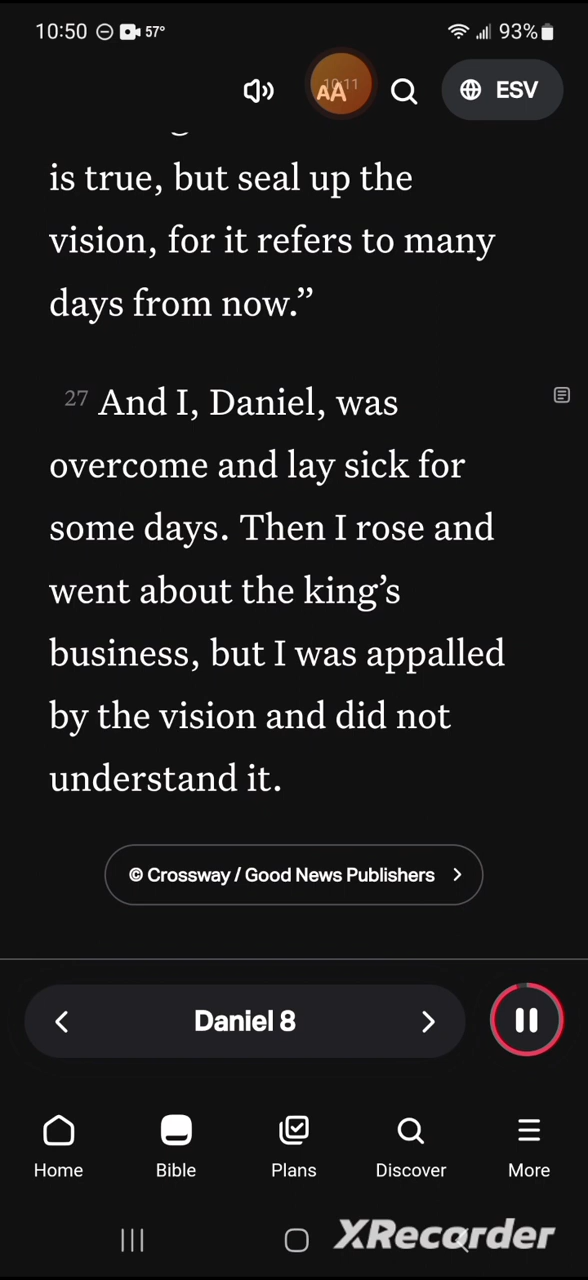 10:50 57° 93%
AA 10:11 ESV
is true, but seal up the
vision, for it refers to many
days from now.”
27 And I, Daniel, was
overcome and lay sick for
some days. Then I rose and
went about the king’s
business, but I was appalled
by the vision and did not
understand it.
© Crossway / Good News Publishers
Daniel 8
Home Bible Plans Discover More
XRecorder